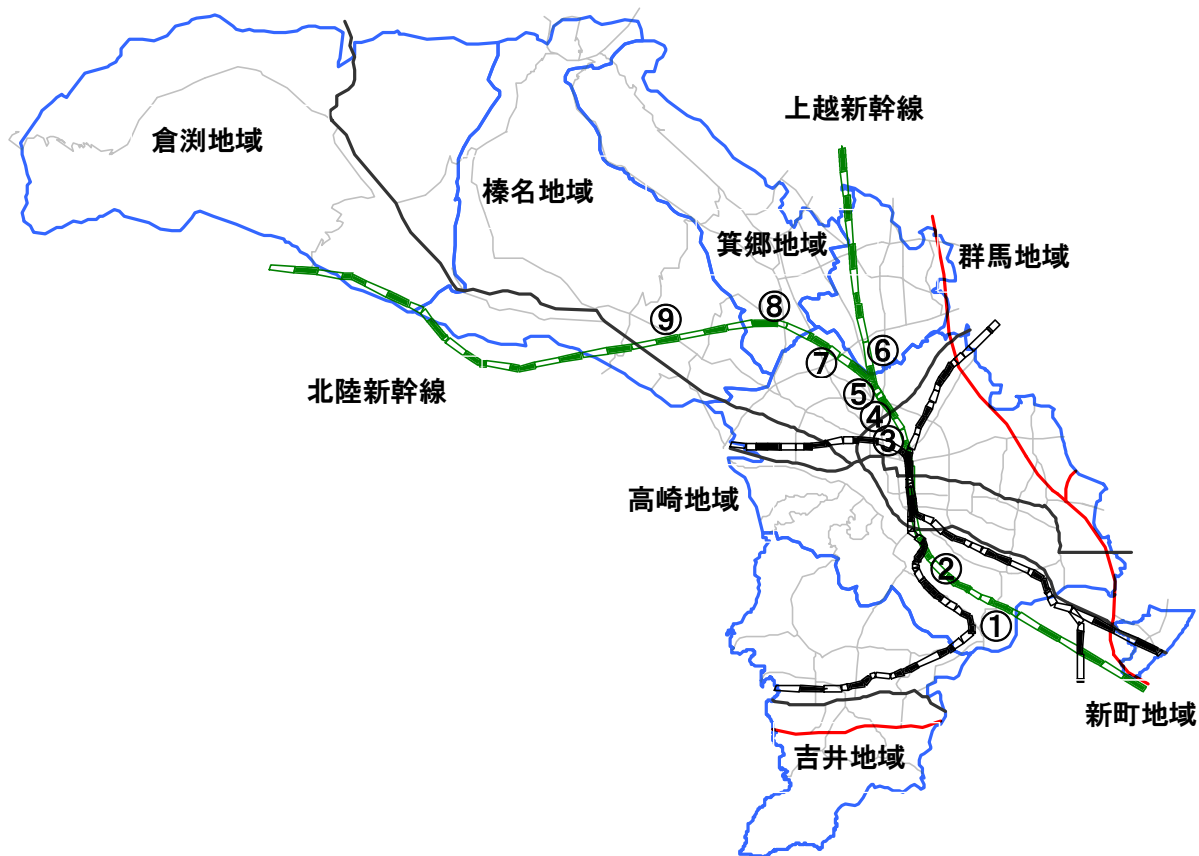 上越新幹線
倉渕地域
榛名地域
箕郷地域
群馬地域
⑨
⑧
⑦
⑥
⑤
④
③
北陸新幹線
高崎地域
②
①
新町地域
吉井地域